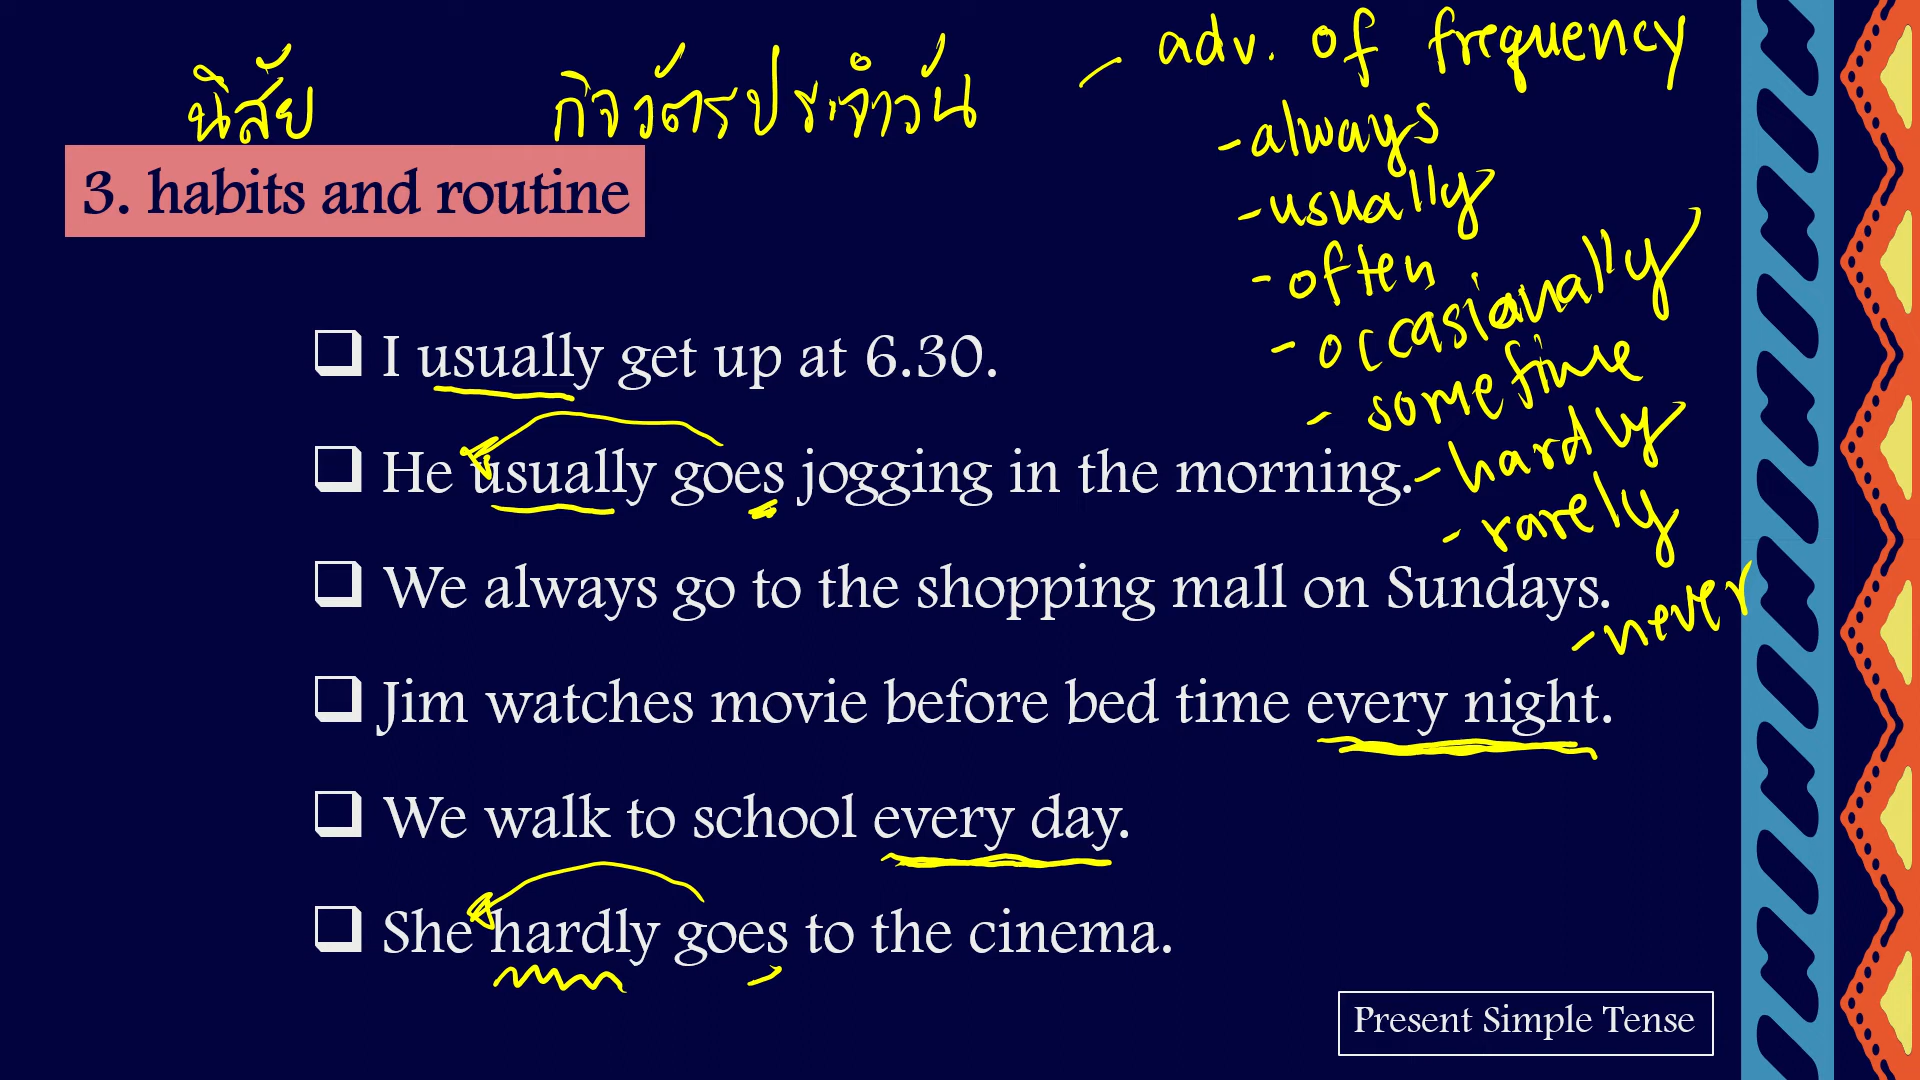 นิสัย
กิจวัตรประจำวัน
3. habits and routine
adv. of frequency
- always
- usually
- often
- occasionally
- sometime
- hardly
- rarely
- never
I usually get up at 6.30.
He usually goes jogging in the morning.
We always go to the shopping mall on Sundays.
Jim watches movie before bed time every night.
We walk to school every day.
She hardly goes to the cinema.
Present Simple Tense